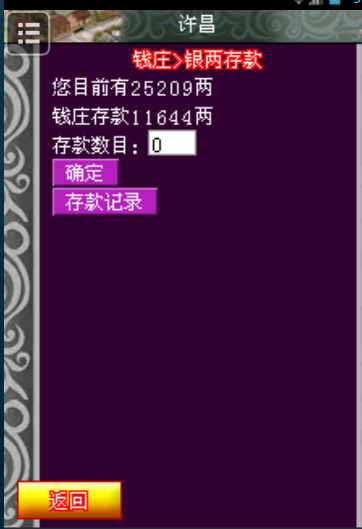 许昌
钱庄>银两存款
您目前有25209两
钱庄存款11644两
存款数目：0
确定
存款记录
返回